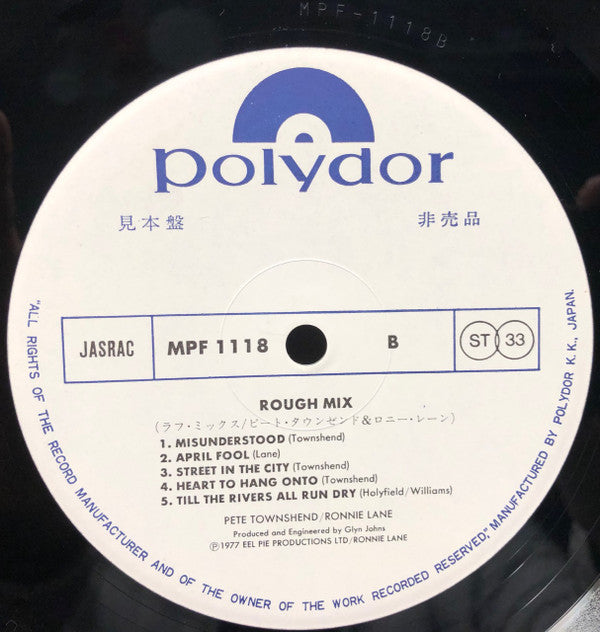 MPF-1118B
polydor
見本盤
非売品
JASRAC
MPF 1118
B
ST 33
ROUGH MIX
(ラフ・ミックス/ピート・タウンゼンド&ロニー・レーン)
1. MISUNDERSTOOD (Townshend)
2. APRIL FOOL (Lane)
3. STREET IN THE CITY (Townshend)
4. HEART TO HANG ONTO (Townshend)
5. TILL THE RIVERS ALL RUN DRY (Holyfield/Williams)
PETE TOWNSHEND/RONNIE LANE
Produced and Engineered by Glyn Johns
Ⓟ1977 EEL PIE PRODUCTIONS LTD/RONNIE LANE
"ALL RIGHTS OF THE RECORD MANUFACTURER AND OF THE OWNER OF THE WORK RECORDED RESERVED," MANUFACTURED BY POLYDOR K.K., JAPAN.